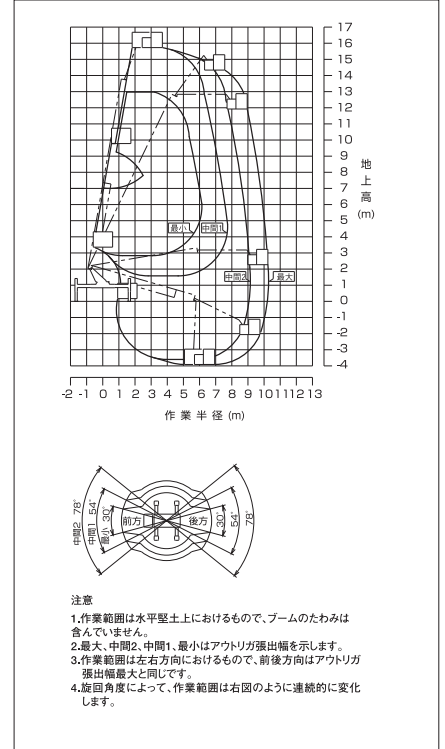 17
16
15
14
13
12
11
10
9
8
7
6
5
4
3
2
1
0
-1
-2
-3
-4
地上高
(m)
最小
中間1
中間2
最大
-2 -1 0 1 2 3 4 5 6 7 8 9 10 11 12 13
作業半径 (m)
中間2 78°
中間1 54°
最小 30°
前方
後方
30°
54°
78°
注意
1.作業範囲は水平堅土上におけるもので、ブームのたわみは
含んでいません。
2.最大、中間2、中間1、最小はアウトリガ張出幅を示します。
3.作業範囲は左右方向におけるもので、前後方向はアウトリガ
張出幅最大と同じです。
4.旋回角度によって、作業範囲は右図のように連続的に変化
します。